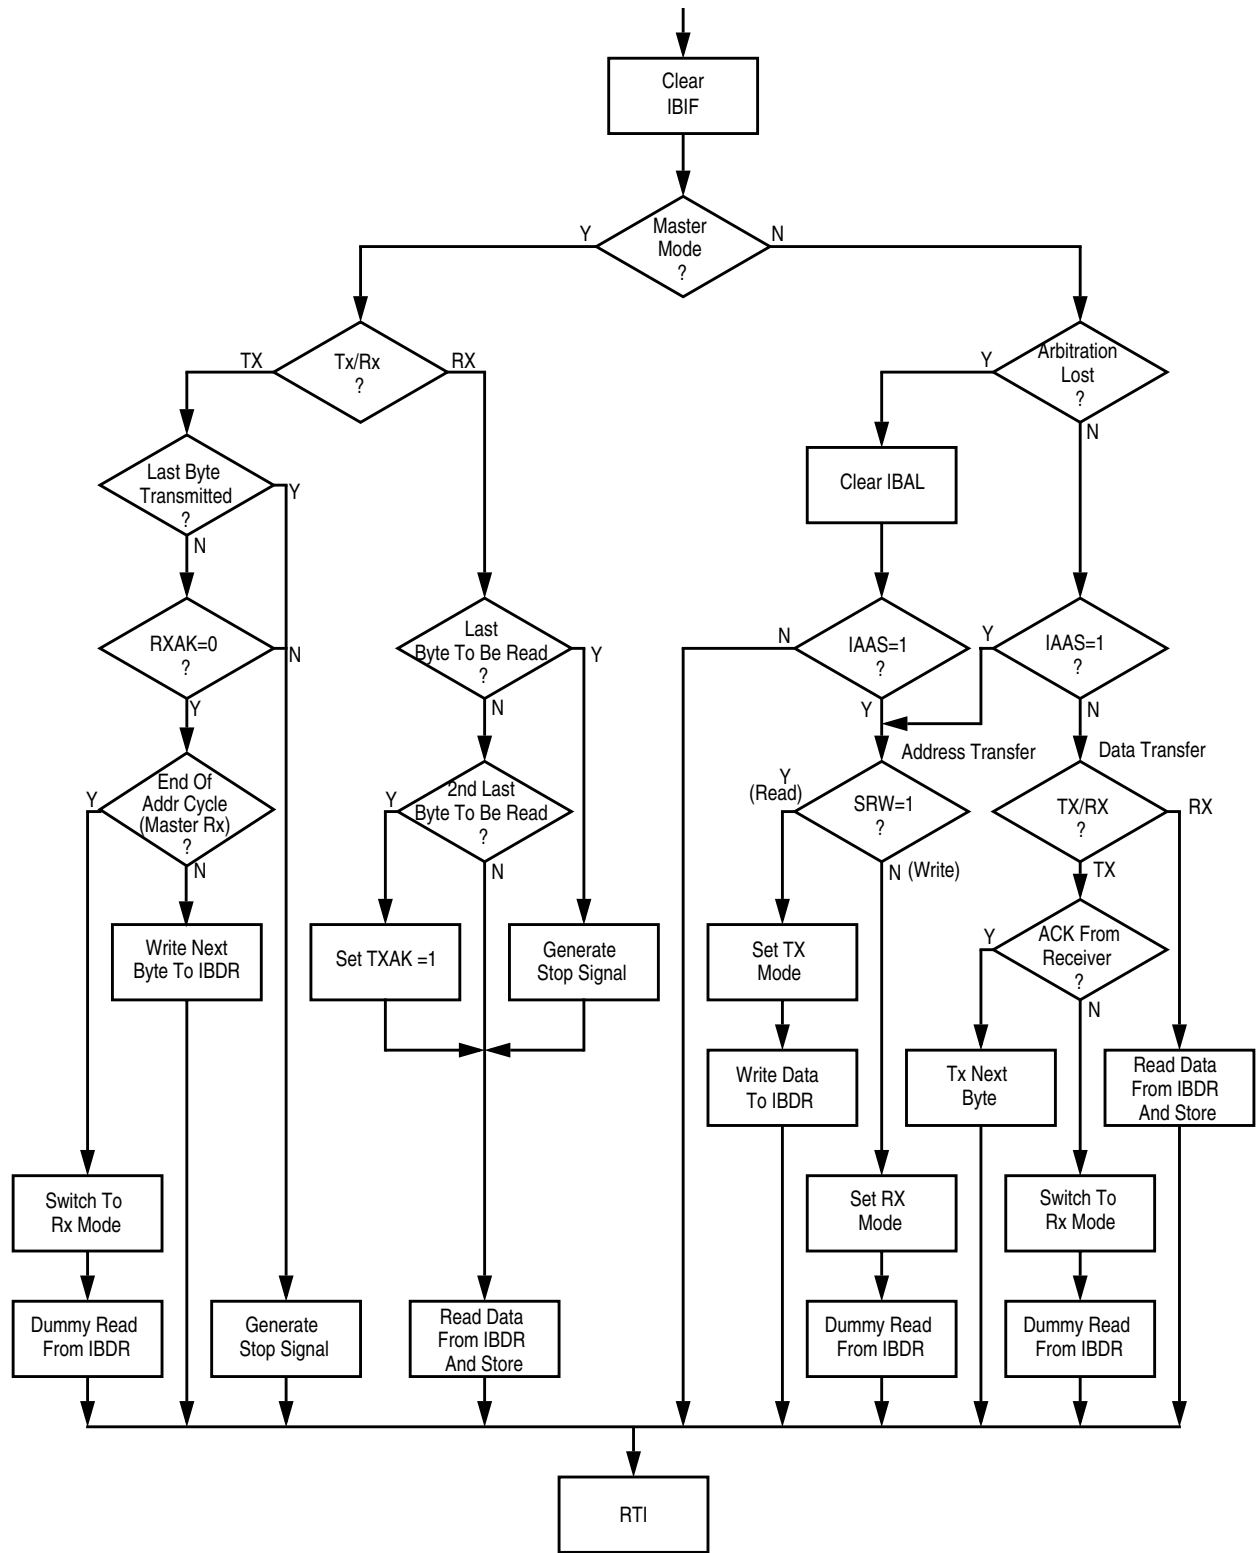 Clear
IBIF
Master
Mode
?
Y
N
Tx/Rx
?
TX
RX
Arbitration
Lost
?
Y
N
Last Byte
Transmitted
?
Y
N
Clear IBAL
RXAK=0
?
N
Y
Last
Byte To Be Read
?
Y
N
IAAS=1
?
N
Y
IAAS=1
?
Y
N
Address Transfer
Data Transfer
End Of
Addr Cycle
(Master Rx)
?
Y
N
2nd Last
Byte To Be Read
?
Y
N
Y
(Read)
SRW=1
?
N (Write)
TX/RX
?
RX
TX
Write Next
Byte To IBDR
Set TXAK =1
Generate
Stop Signal
Set TX
Mode
ACK From
Receiver
?
Y
N
Write Data
To IBDR
Tx Next
Byte
Read Data
From IBDR
And Store
Switch To
Rx Mode
Set RX
Mode
Switch To
Rx Mode
Dummy Read
From IBDR
Generate
Stop Signal
Read Data
From IBDR
And Store
Dummy Read
From IBDR
Dummy Read
From IBDR
RTI